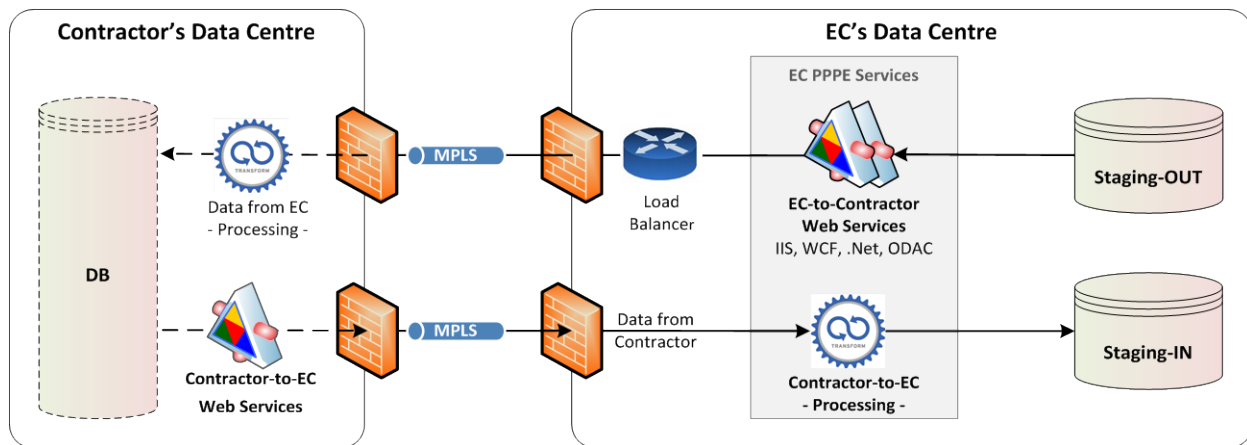 Contractor's Data Centre
EC's Data Centre
EC PPPE Services
MPLS
TRANSFORM
Data from EC
- Processing -
Load
Balancer
EC-to-Contractor
Web Services
IIS, WCF, .Net, ODAC
Staging-OUT
DB
MPLS
Data from
Contractor
TRANSFORM
Staging-IN
Contractor-to-EC
Web Services
Contractor-to-EC
- Processing -